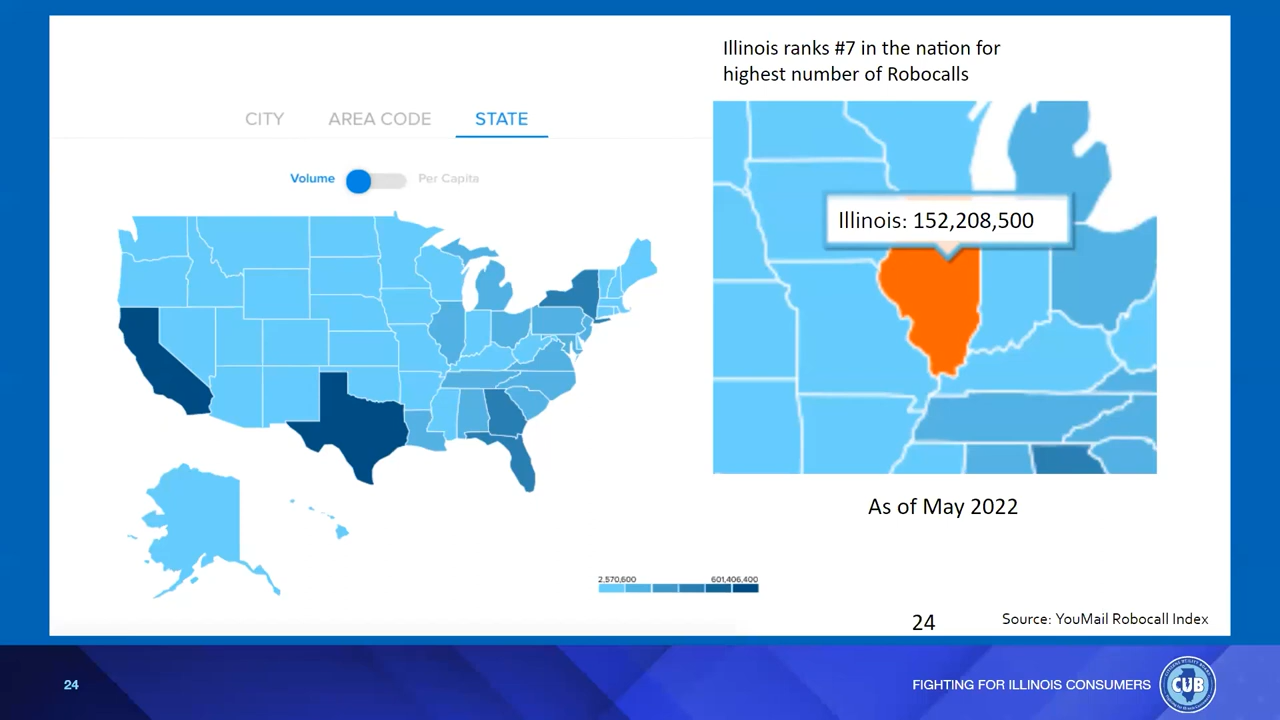 Illinois ranks #7 in the nation for
highest number of Robocalls
CITY
AREA CODE
STATE
Volume
Per Capita
Illinois: 152,208,500
As of May 2022
2,570,600
601,406,400
24
Source: YouMail Robocall Index
24
FIGHTING FOR ILLINOIS CONSUMERS
CUB